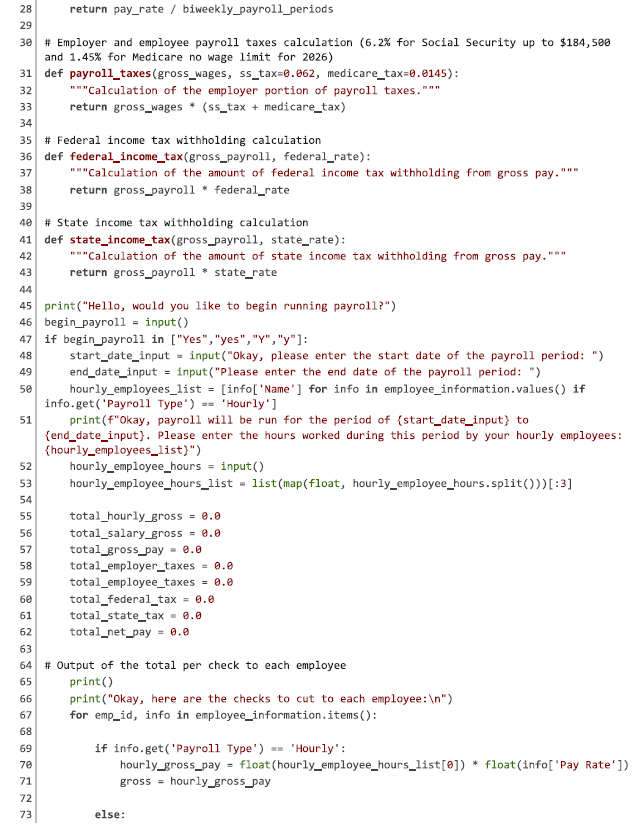 28 return pay_rate / biweekly_payroll_periods
29
30 # Employer and employee payroll taxes calculation (6.2% for Social Security up to $184,500
and 1.45% for Medicare no wage limit for 2026)
31 def payroll_taxes(gross_wages, ss_tax=0.062, medicare_tax=0.0145):
32     """Calculation of the employer portion of payroll taxes."""
33     return gross_wages * (ss_tax + medicare_tax)
34
35 # Federal income tax withholding calculation
36 def federal_income_tax(gross_payroll, federal_rate):
37     """Calculation of the amount of federal income tax withholding from gross pay."""
38     return gross_payroll * federal_rate
39
40 # State income tax withholding calculation
41 def state_income_tax(gross_payroll, state_rate):
42     """Calculation of the amount of state income tax withholding from gross pay."""
43     return gross_payroll * state_rate
44
45 print("Hello, would you like to begin running payroll?")
46 begin_payroll = input()
47 if begin_payroll in ["Yes","yes","Y","y"]:
48     start_date_input = input("Okay, please enter the start date of the payroll period: ")
49     end_date_input = input("Please enter the end date of the payroll period: ")
50     hourly_employees_list = [info['Name'] for info in employee_information.values() if
info.get('Payroll Type') == 'Hourly']
51     print(f"Okay, payroll will be run for the period of {start_date_input} to
{end_date_input}. Please enter the hours worked during this period by your hourly employees:
{hourly_employees_list}")
52     hourly_employee_hours = input()
53     hourly_employee_hours_list = list(map(float, hourly_employee_hours.split()))[:3]
54
55     total_hourly_gross = 0.0
56     total_salary_gross = 0.0
57     total_gross_pay = 0.0
58     total_employer_taxes = 0.0
59     total_employee_taxes = 0.0
60     total_federal_tax = 0.0
61     total_state_tax = 0.0
62     total_net_pay = 0.0
63
64 # Output of the total per check to each employee
65     print()
66     print("Okay, here are the checks to cut to each employee:\n")
67     for emp_id, info in employee_information.items():
68
69         if info.get('Payroll Type') == 'Hourly':
70             hourly_gross_pay = float(hourly_employee_hours_list[0]) * float(info['Pay Rate'])
71             gross = hourly_gross_pay
72
73         else: